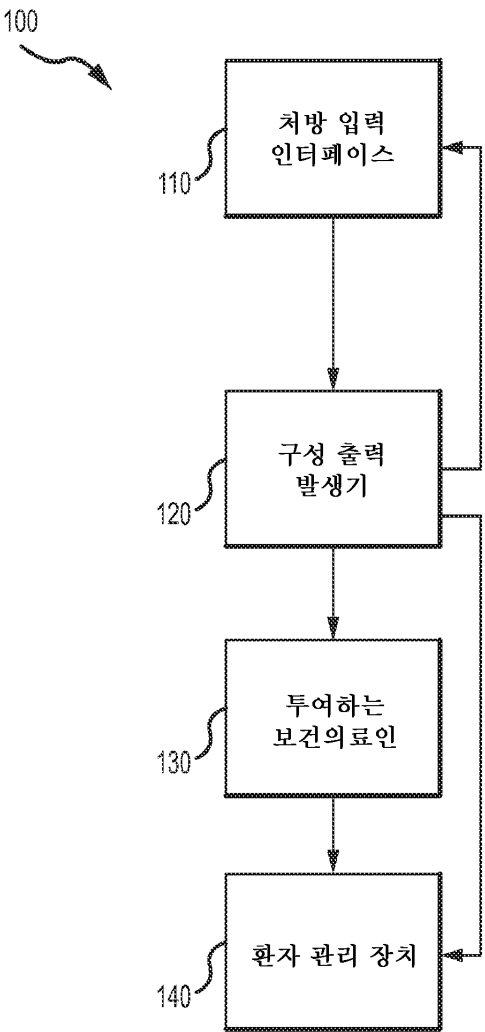 100
처방 입력
인터페이스
110
구성 출력
발생기
120
투여하는
보건의료인
130
환자 관리 장치
140